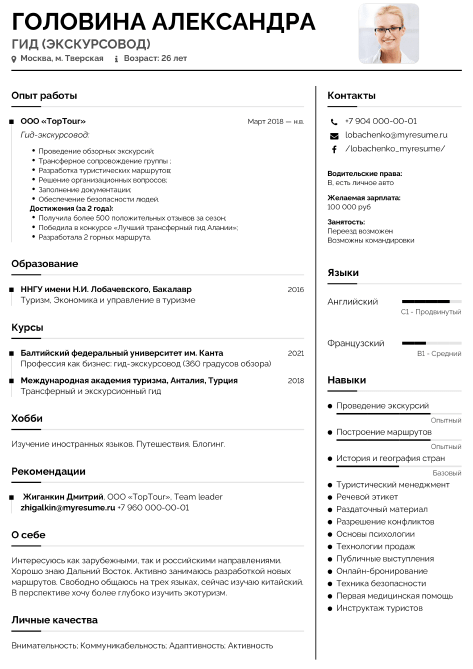 ГОЛОВИНА АЛЕКСАНДРА
ГИД (ЭКСКУРСОВОД)
Москва, м. Тверская Возраст: 26 лет
Опыт работы
ООО «TopTour» Март 2018 — н.в.
Гид-экскурсовод:
Проведение обзорных экскурсий;
Трансферное сопровождение группы ;
Разработка туристических маршрутов;
Решение организационных вопросов;
Заполнение документации;
Обеспечение безопасности людей.
Достижения (за 2 года):
Получила более 500 положительных отзывов за сезон;
Победила в конкурсе «Лучший трансферный гид Алании»;
Разработала 2 горных маршрута.
Образование
ННГУ имени Н.И. Лобачевского, Бакалавр 2016
Туризм, Экономика и управление в туризме
Курсы
Балтийский федеральный университет им. Канта 2021
Профессия как бизнес: гид-экскурсовод (360 градусов обзора)
Международная академия туризма, Анталия, Турция 2018
Трансферный и экскурсионный гид
Хобби
Изучение иностранных языков. Путешествия. Блогинг.
Рекомендации
Жиганкин Дмитрий, ООО «TopTour», Team leader
zhigalkin@myresume.ru +7 960 000-00-01
О себе
Интересуюсь как зарубежными, так и российскими направлениями.
Хорошо знаю Дальний Восток. Активно занимаюсь разработкой новых
маршрутов. Свободно общаюсь на трех языках, сейчас изучаю китайский.
В перспективе хочу более глубоко изучить экотуризм.
Личные качества
Внимательность; Коммуникабельность; Адаптивность; Активность
Контакты
+7 904 000-00-01
lobachenko@myresume.ru
/lobachenko_myresume/
Водительские права:
B, есть личное авто
Желаемая зарплата:
100 000 руб
Занятость:
Переезд возможен
Возможны командировки
Языки
Английский
C1 - Продвинутый
Французский
B1 - Средний
Навыки
Проведение экскурсий
Опытный
Построение маршрутов
Опытный
История и география стран
Базовый
Туристический менеджмент
Речевой этикет
Раздаточный материал
Разрешение конфликтов
Основы психологии
Технологии продаж
Публичные выступления
Онлайн-бронирование
Техника безопасности
Первая медицинская помощь
Инструктаж туристов